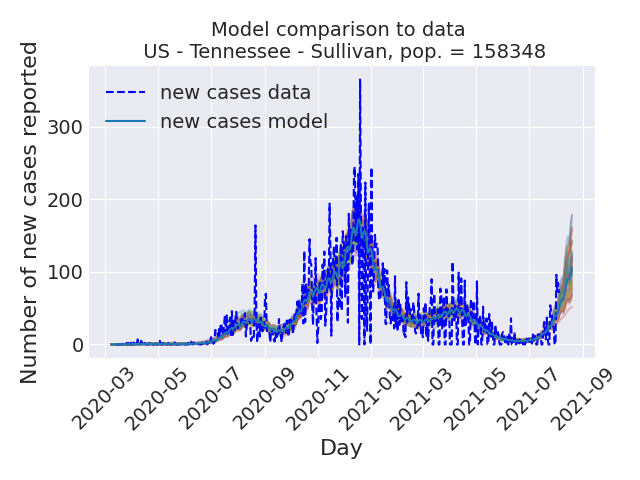 Model comparison to data
US - Tennessee - Sullivan, pop. = 158348
Number of new cases reported
new cases data
new cases model
300
200
100
0
2020-03
2020-05
2020-07
2020-09
2020-11
2021-01
2021-03
2021-05
2021-07
2021-09
Day